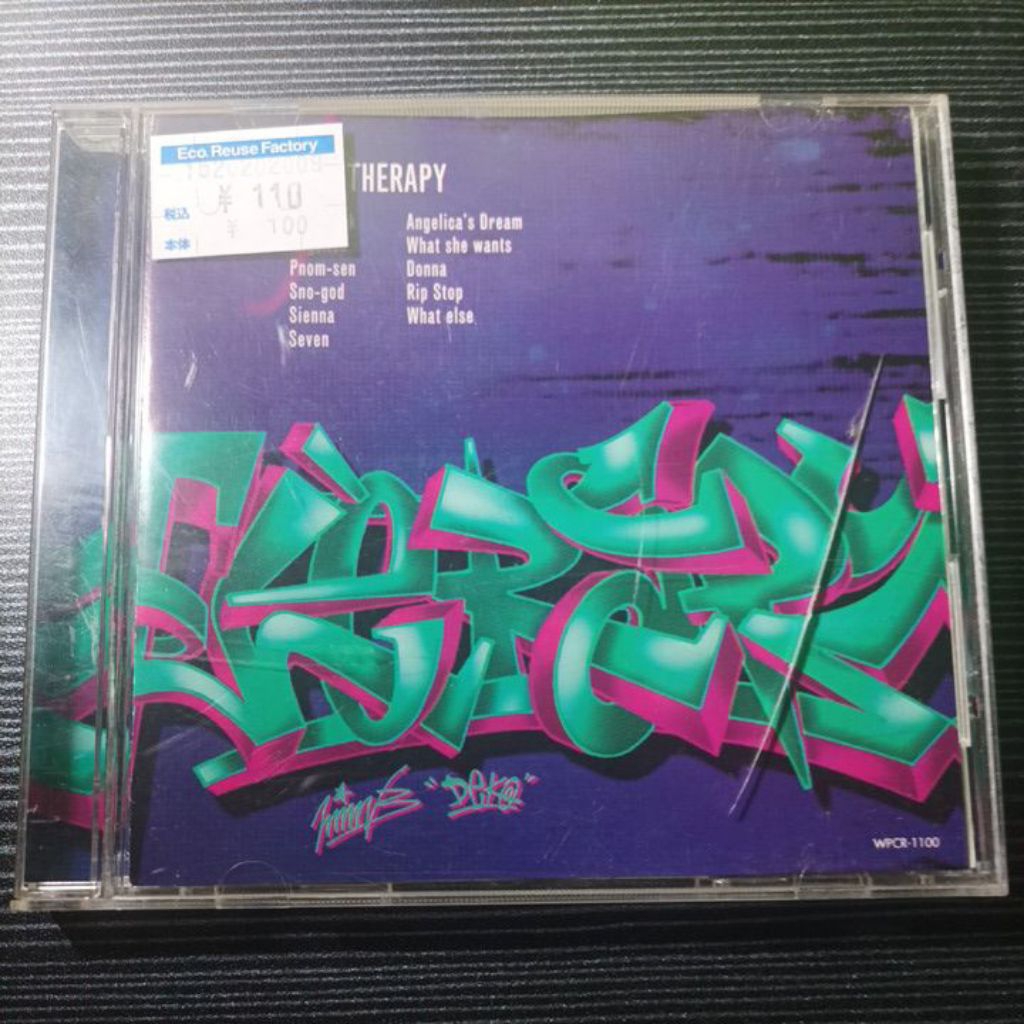 Eco. Reuse Factory
税込 ¥ 110
本体 ¥ 100
THERAPY
Angelica's Dream
What she wants
Pnom-sen
Donna
Sno-god
Rip Stop
Sienna
What else
Seven
WPCR-1100